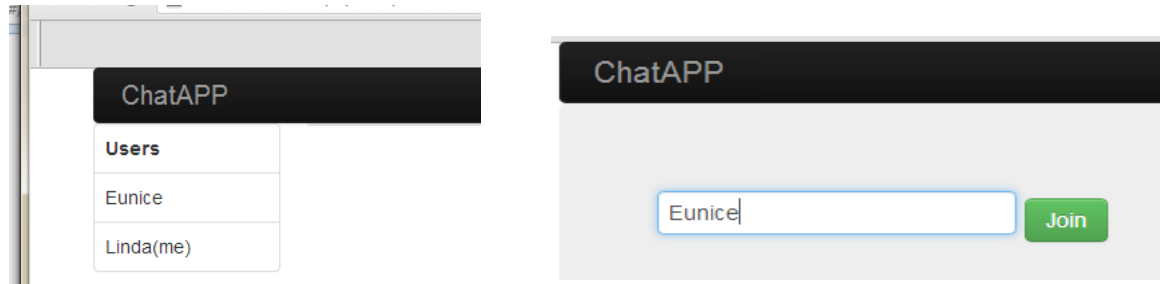 ChatAPP
Users
Eunice
Linda(me)
ChatAPP
Eunice
Join